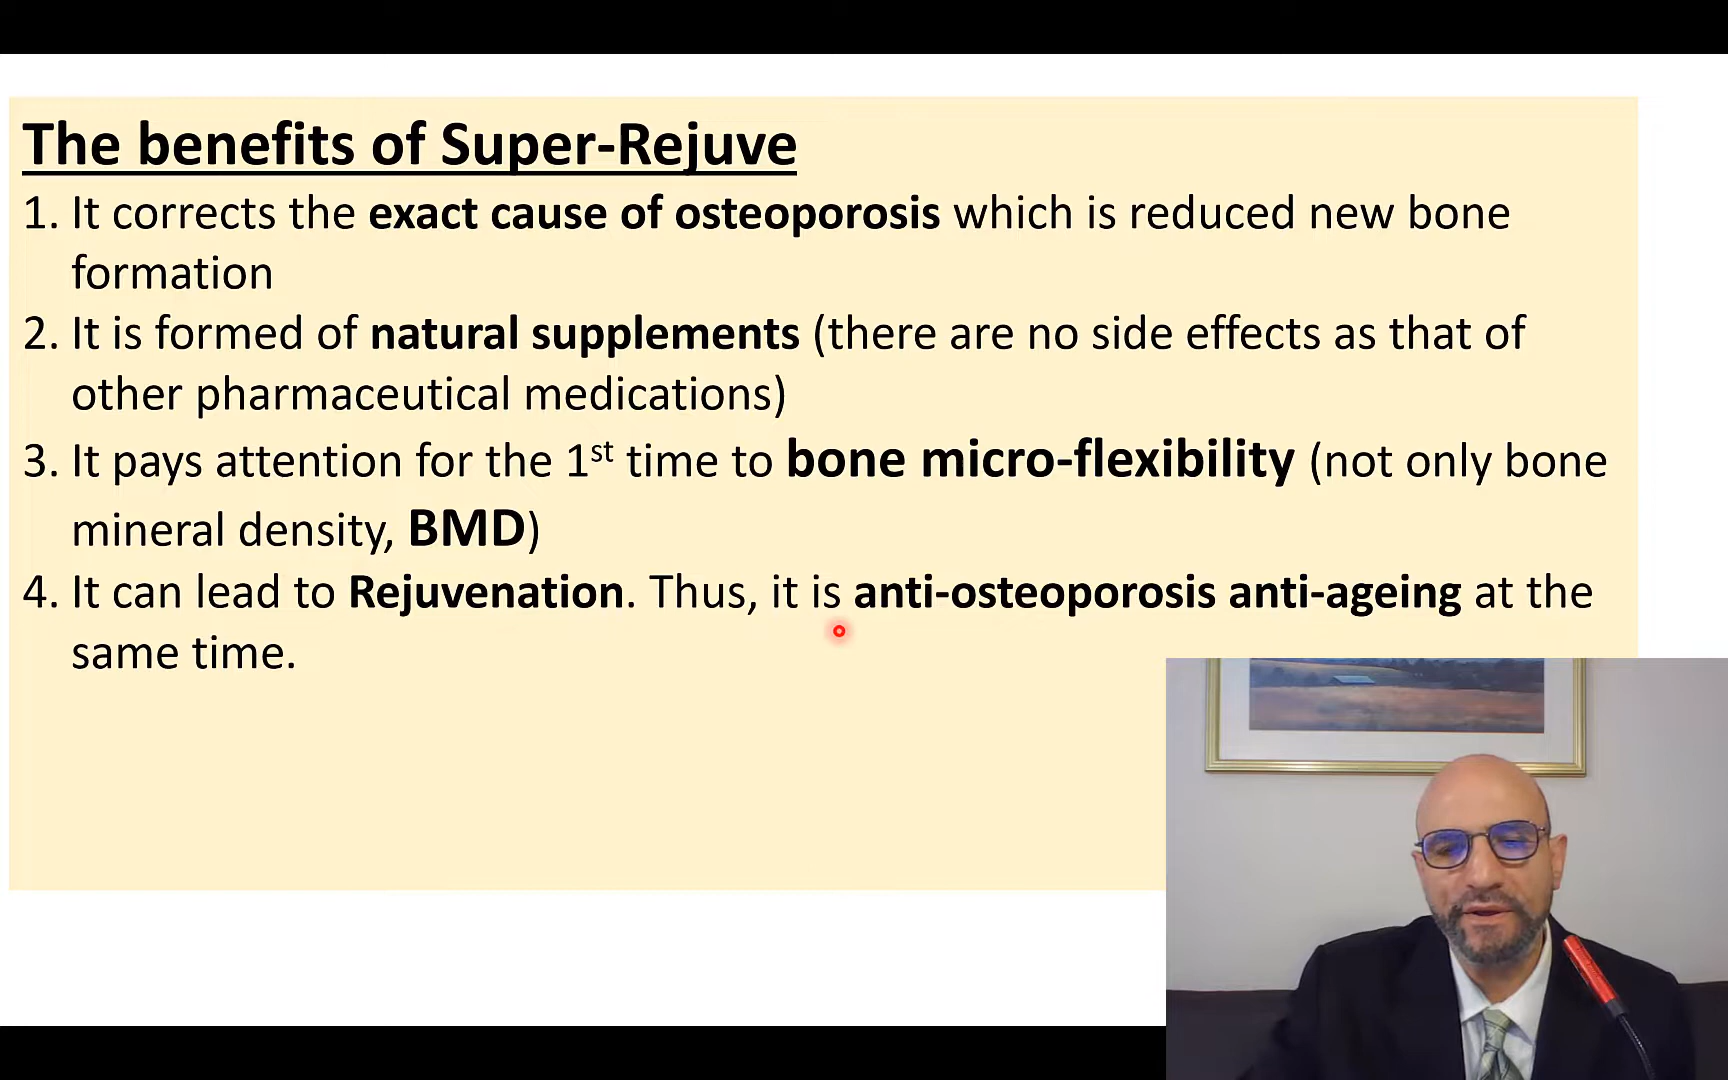 The benefits of Super-Rejuve
1. It corrects the exact cause of osteoporosis which is reduced new bone
formation
2. It is formed of natural supplements (there are no side effects as that of
other pharmaceutical medications)
3. It pays attention for the 1st time to bone micro-flexibility (not only bone
mineral density, BMD)
4. It can lead to Rejuvenation. Thus, it is anti-osteoporosis anti-ageing at the
same time.